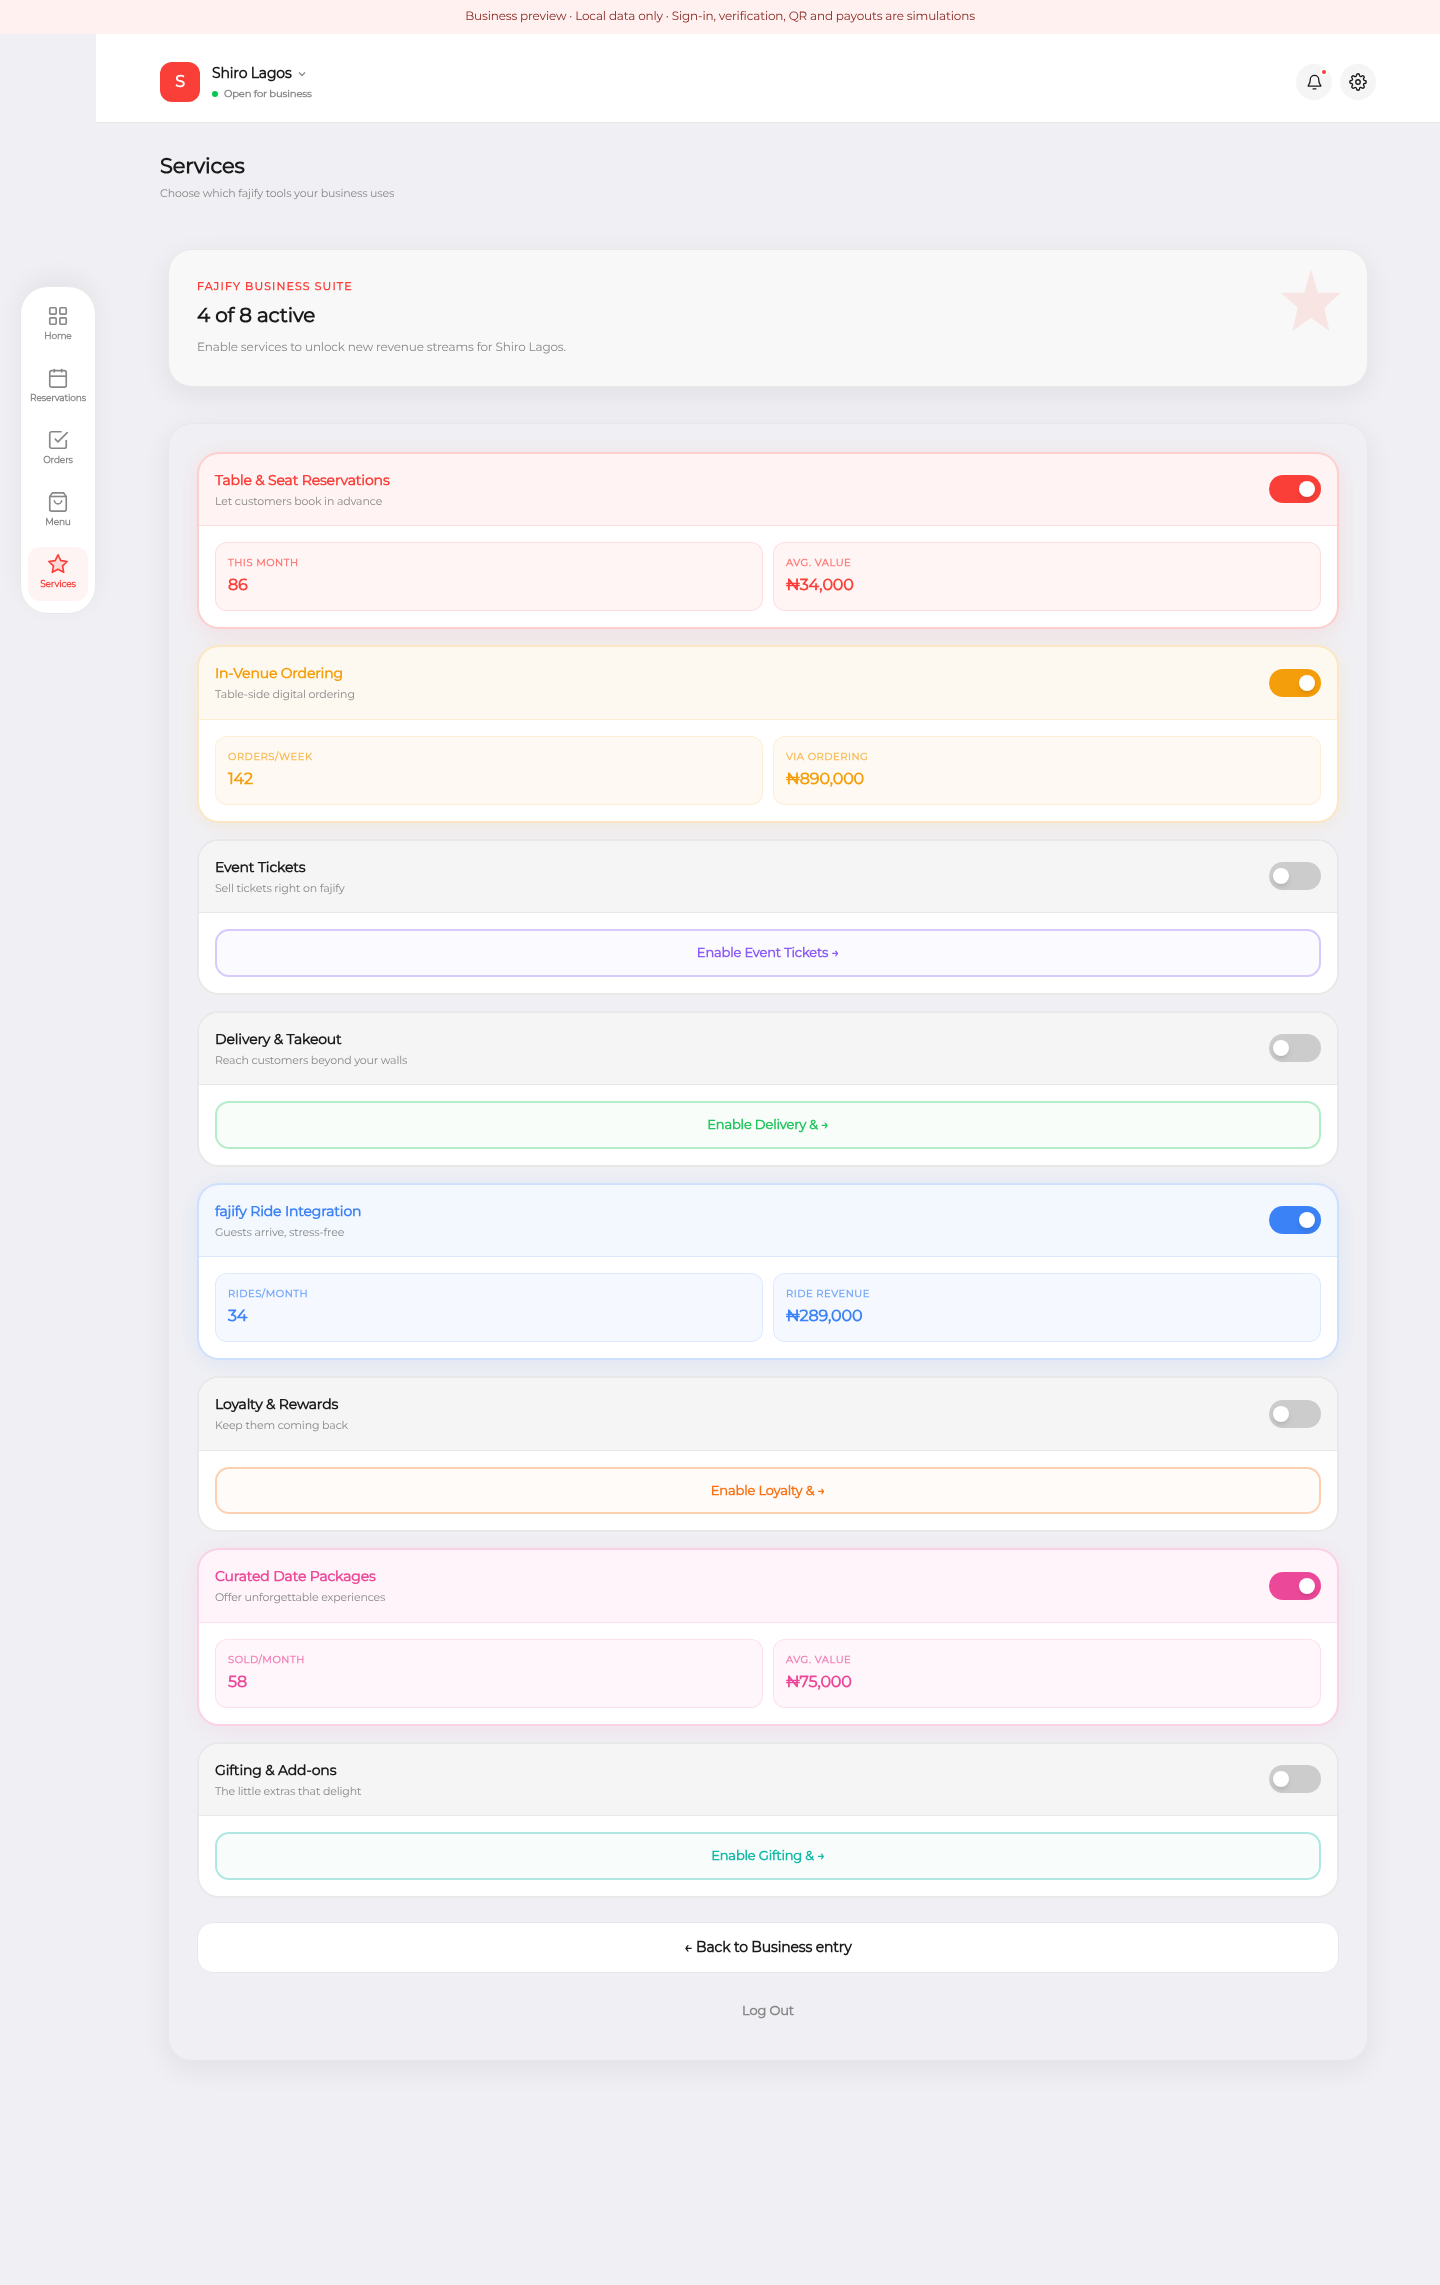 Business preview · Local data only · Sign-in, verification, QR and payouts are simulations
S
Shiro Lagos
Open for business
Services
Choose which fajify tools your business uses
Home
Reservations
Orders
Menu
Services
FAJIFY BUSINESS SUITE
4 of 8 active
Enable services to unlock new revenue streams for Shiro Lagos.
Table & Seat Reservations
Let customers book in advance
THIS MONTH
86
AVG. VALUE
₦34,000
In-Venue Ordering
Table-side digital ordering
ORDERS/WEEK
142
VIA ORDERING
₦890,000
Event Tickets
Sell tickets right on fajify
Enable Event Tickets →
Delivery & Takeout
Reach customers beyond your walls
Enable Delivery & →
fajify Ride Integration
Guests arrive, stress-free
RIDES/MONTH
34
RIDE REVENUE
₦289,000
Loyalty & Rewards
Keep them coming back
Enable Loyalty & →
Curated Date Packages
Offer unforgettable experiences
SOLD/MONTH
58
AVG. VALUE
₦75,000
Gifting & Add-ons
The little extras that delight
Enable Gifting & →
← Back to Business entry
Log Out